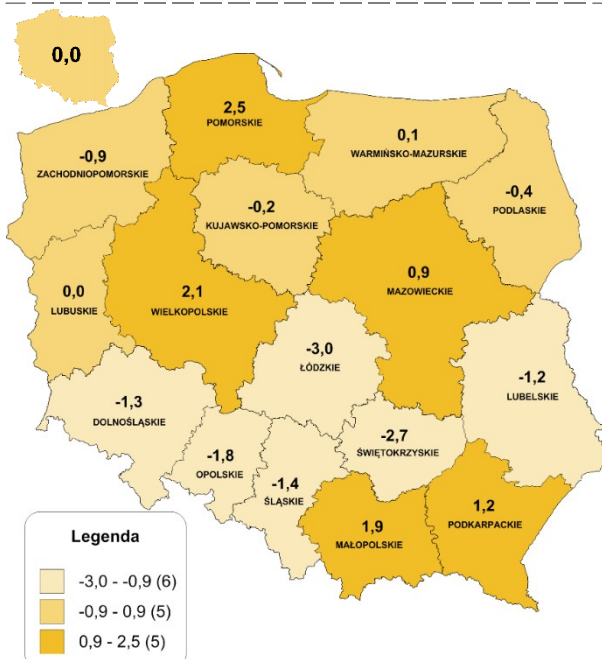 0,0
2,5
POMORSKIE
0,1
WARMIŃSKO-MAZURSKIE
-0,9
ZACHODNIOPOMORSKIE
-0,4
PODLASKIE
-0,2
KUJAWSKO-POMORSKIE
0,9
MAZOWIECKIE
0,0
LUBUSKIE
2,1
WIELKOPOLSKIE
-3,0
ŁÓDZKIE
-1,2
LUBELSKIE
-1,3
DOLNOŚLĄSKIE
-2,7
ŚWIĘTOKRZYSKIE
-1,8
OPOLSKIE
-1,4
ŚLĄSKIE
1,9
MAŁOPOLSKIE
1,2
PODKARPACKIE
Legenda
-3,0 - -0,9 (6)
-0,9 - 0,9 (5)
0,9 - 2,5 (5)